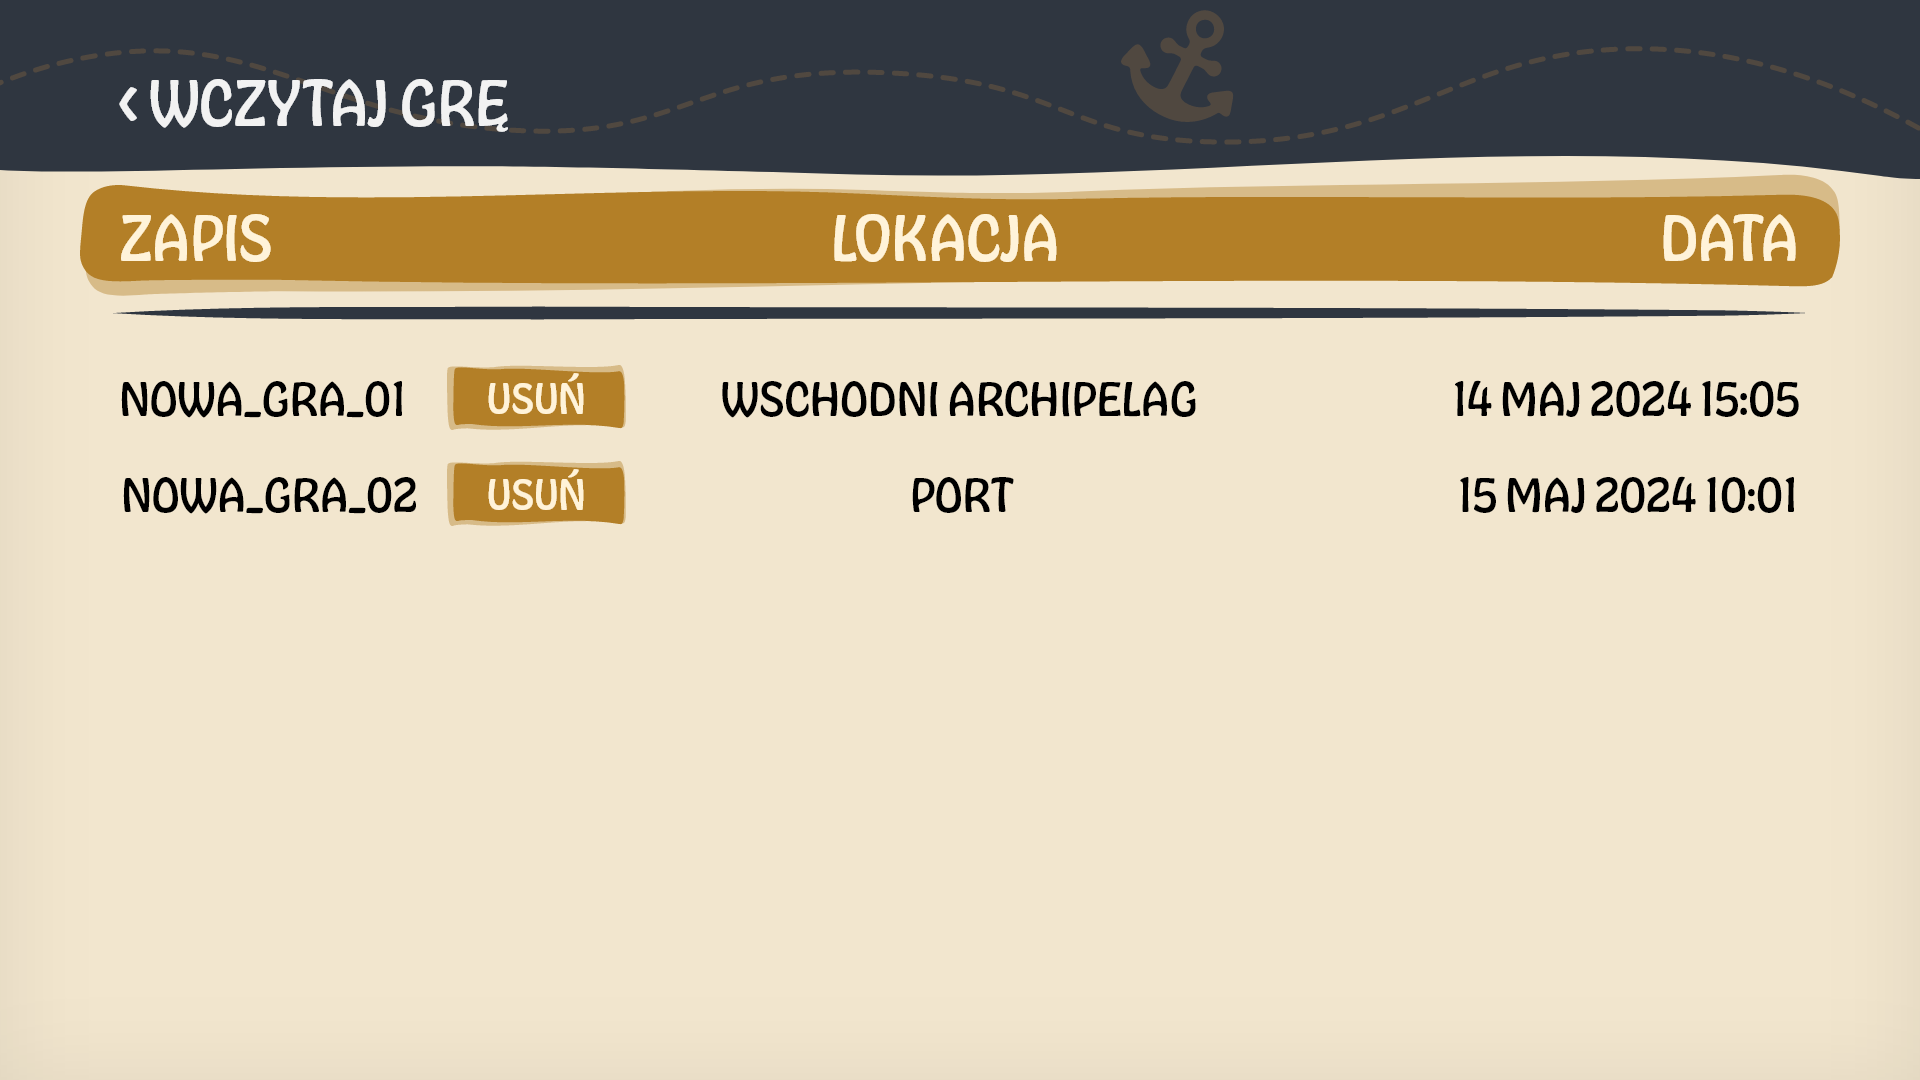 < WCZYTAJ GRĘ
ZAPIS LOKACJA DATA
NOWA_GRA_01 USUŃ WSCHODNI ARCHIPELAG 14 MAJ 2024 15:05
NOWA_GRA_02 USUŃ PORT 15 MAJ 2024 10:01